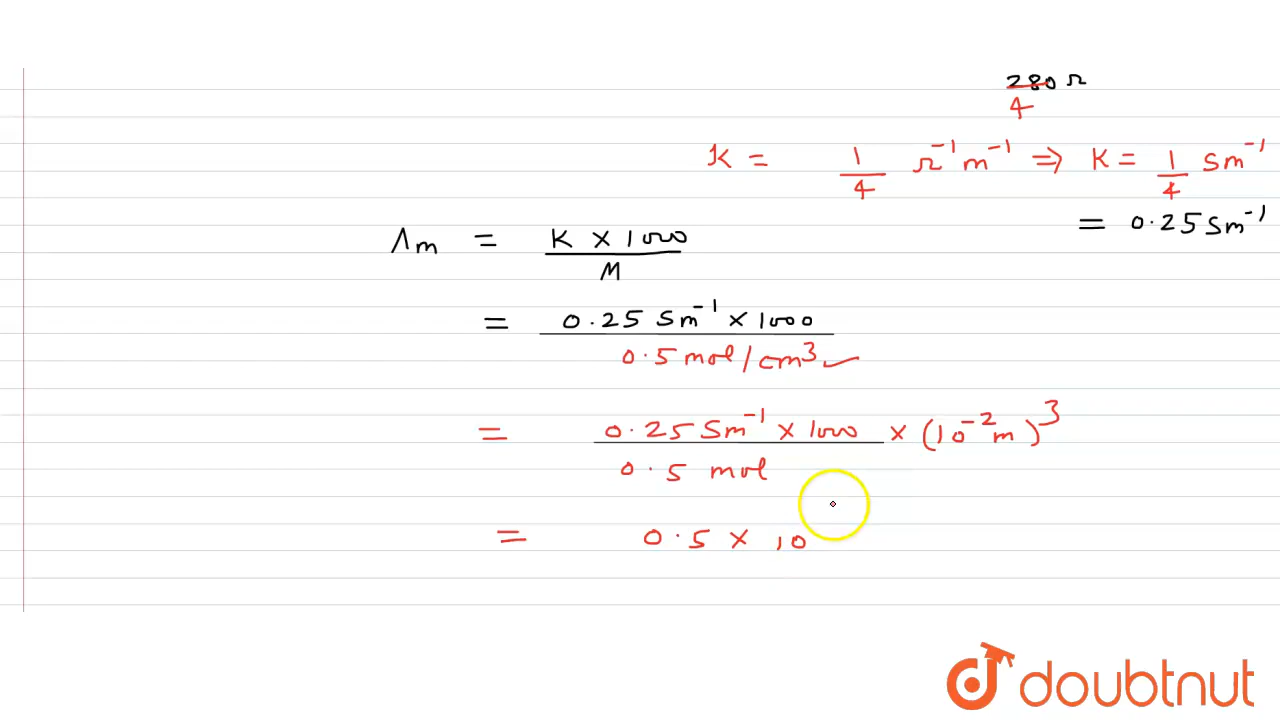 280 Ω
4
K = 1/4 Ω⁻¹ m⁻¹ ⇒ K = 1/4 Sm⁻¹
= 0.25 Sm⁻¹
Λm = K × 1000
M
= 0.25 Sm⁻¹ × 1000
0.5 mol/cm³ ✓
= 0.25 Sm⁻¹ × 1000 × (10⁻² m)³
0.5 mol
= 0.5 × 10
doubtnut